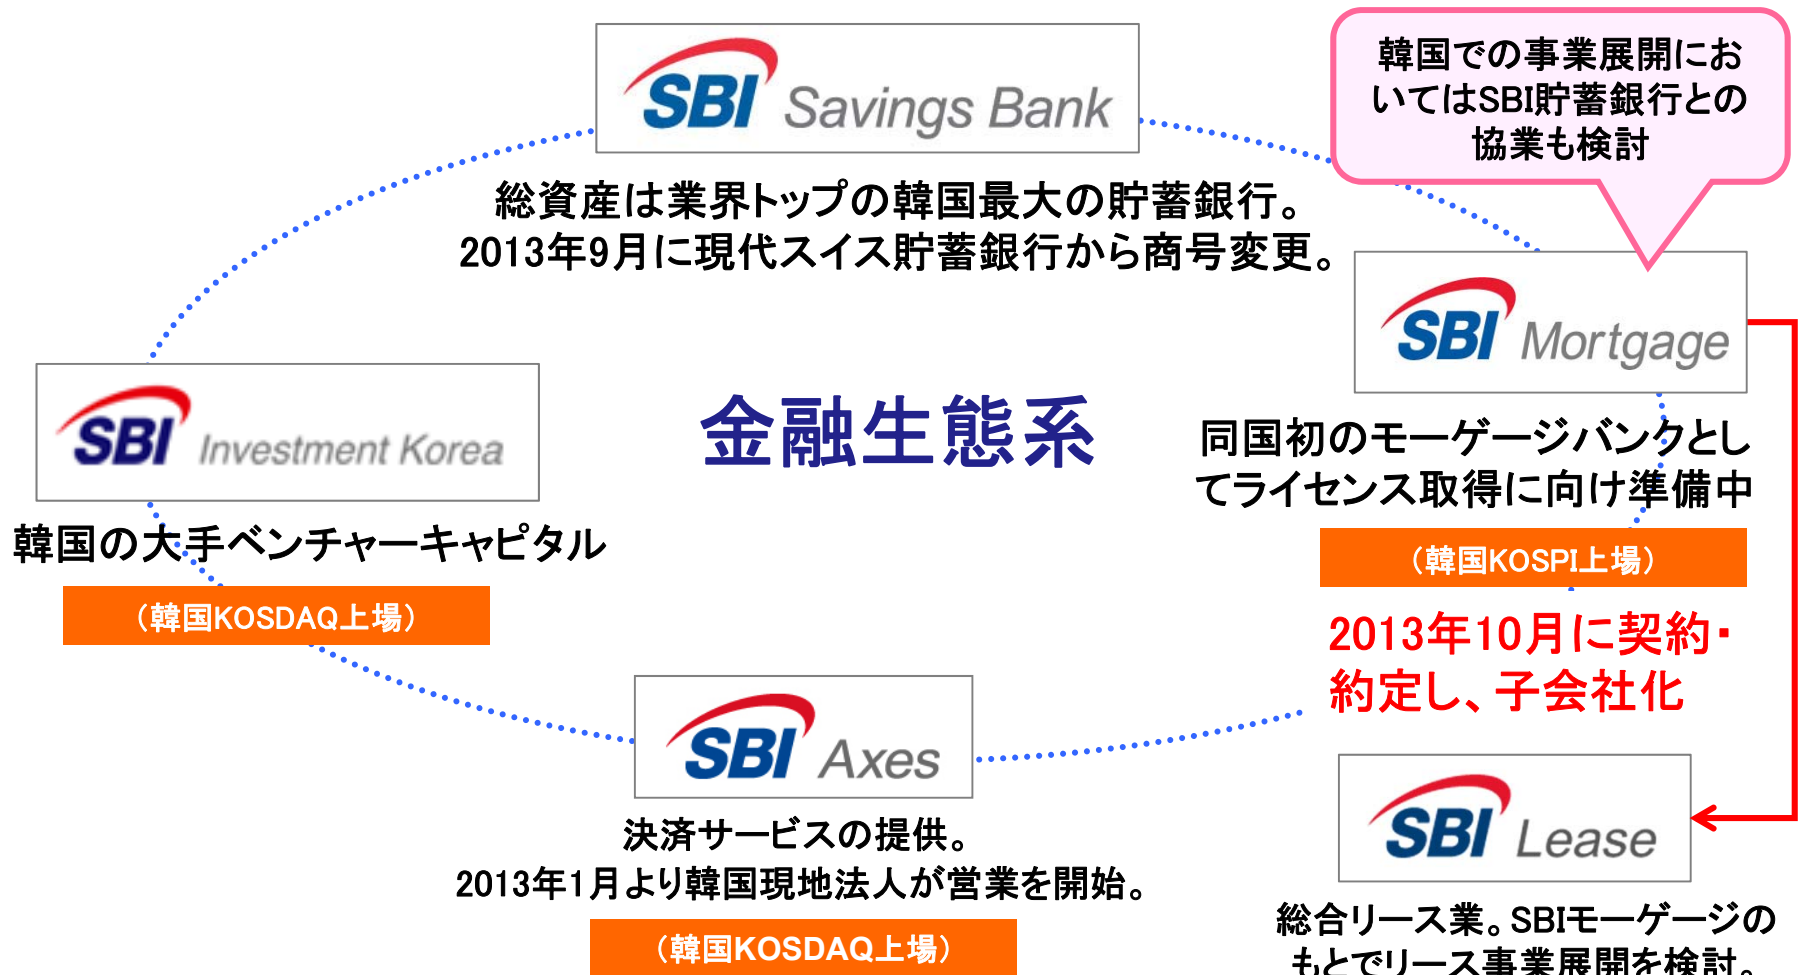 SBI Savings Bank
総資産は業界トップの韓国最大の貯蓄銀行。
2013年9月に現代スイス貯蓄銀行から商号変更。
韓国での事業展開にお
いてはSBI貯蓄銀行との
協業も検討
SBI Mortgage
同国初のモーゲージバンクとし
てライセンス取得に向け準備中
（韓国KOSPI上場）
SBI Investment Korea
韓国の大手ベンチャーキャピタル
（韓国KOSDAQ上場）
金融生態系
2013年10月に契約・
約定し、子会社化
SBI Axes
決済サービスの提供。
2013年1月より韓国現地法人が営業を開始。
（韓国KOSDAQ上場）
SBI Lease
総合リース業。SBIモーゲージの
もとでリース事業展開を検討。